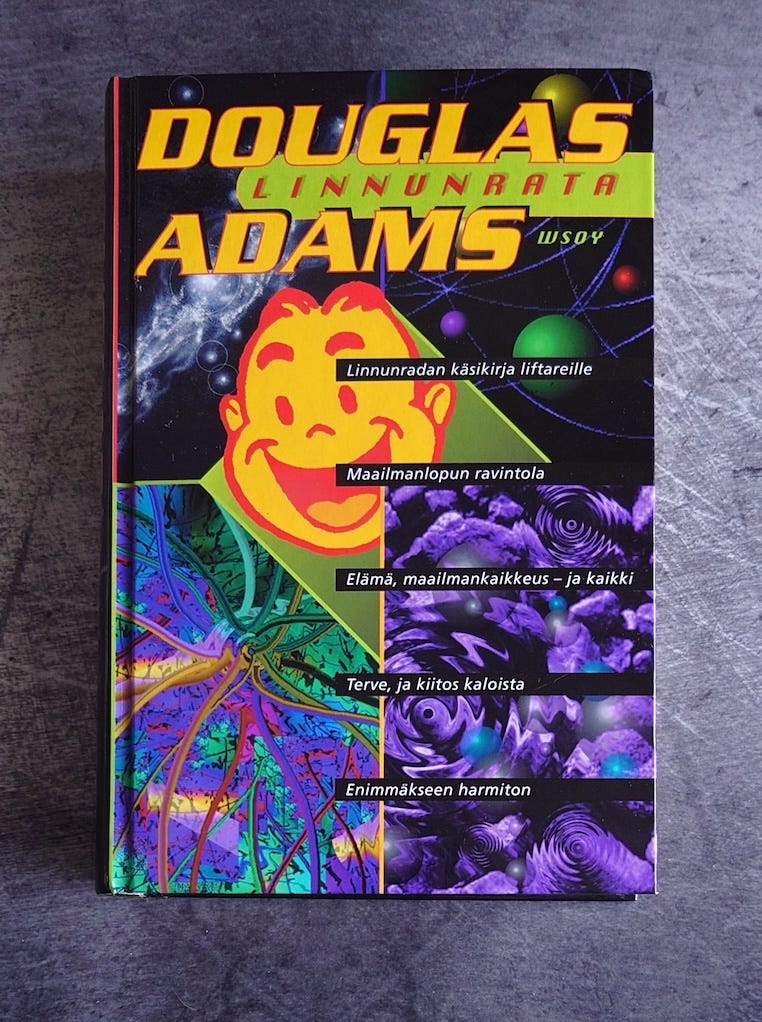 DOUGLAS
LINNUNRATA
ADAMS
WSOY
Linnunradan käsikirja liftareille
Maailmanlopun ravintola
Elämä, maailmankaikkeus – ja kaikki
Terve, ja kiitos kaloista
Enimmäkseen harmiton